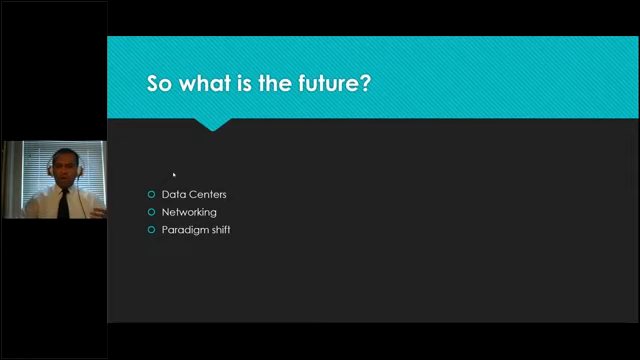 So what is the future?
Data Centers
Networking
Paradigm shift